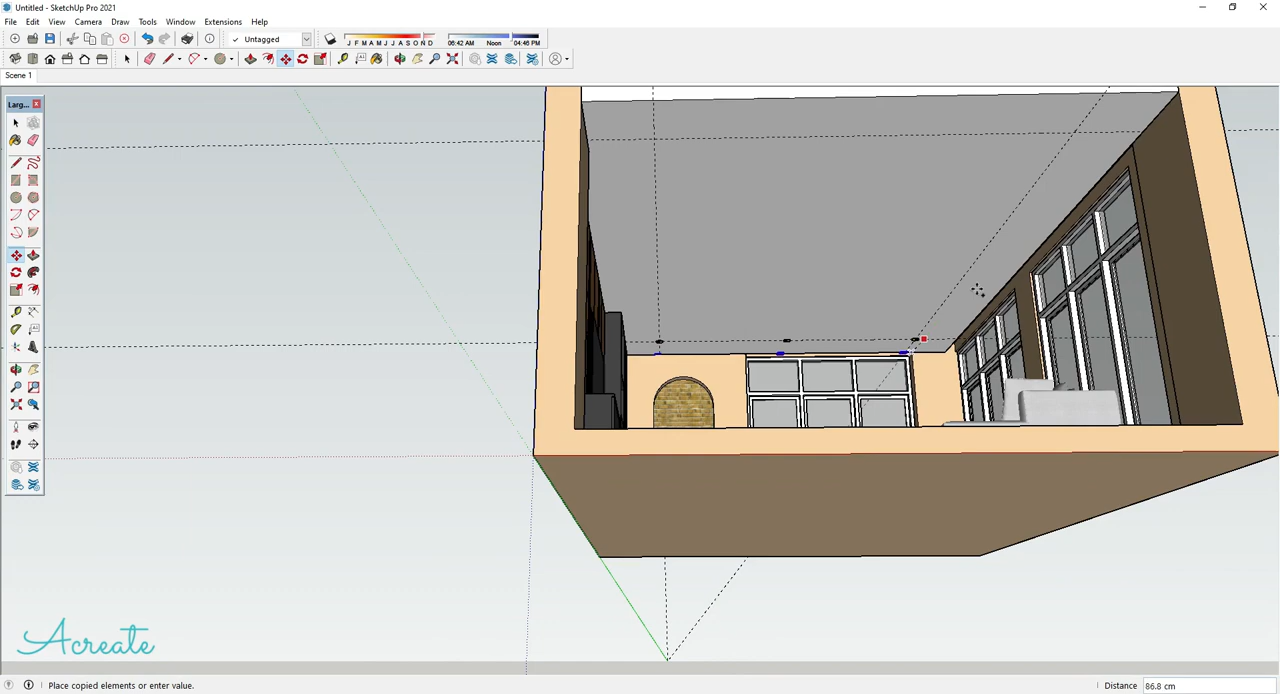 Untitled - SketchUp Pro 2021
File Edit View Camera Draw Tools Window Extensions Help
Untagged
J F M A M J J A S O N D
06:42 AM Noon 04:46 PM
Scene 1
Larg...
Acreate
Place copied elements or enter value.
Distance 86.8 cm